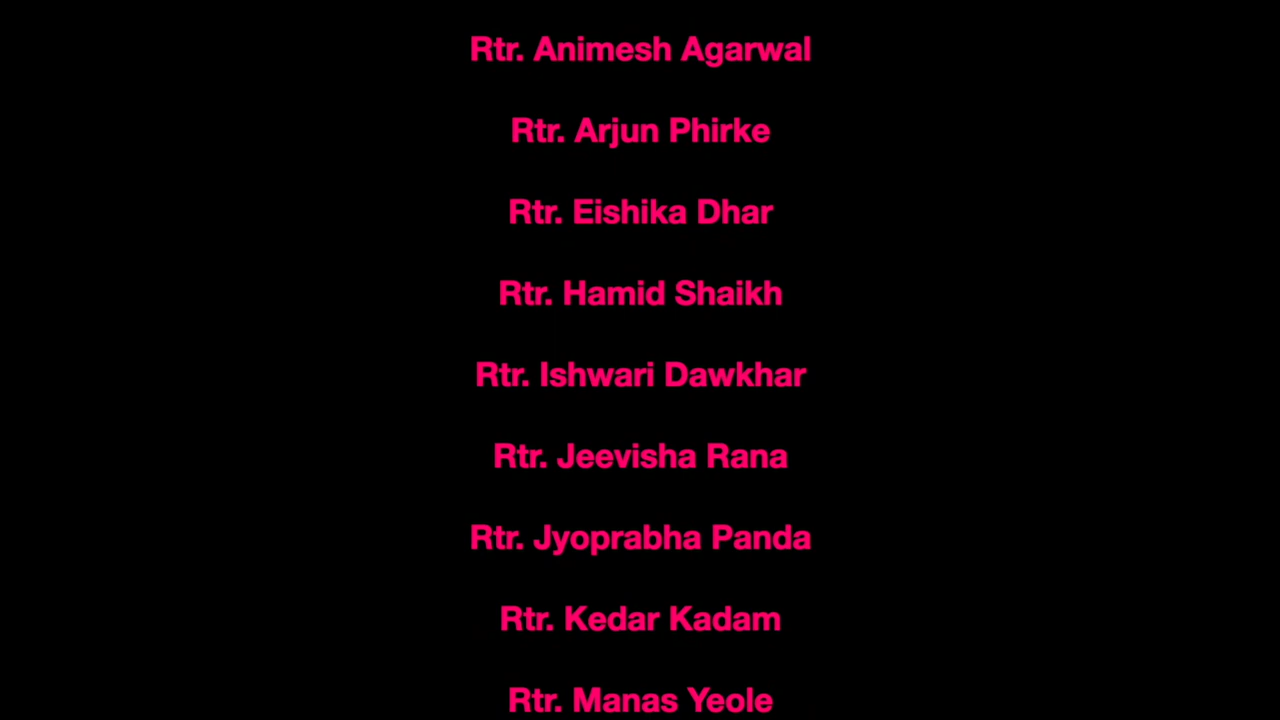 Rtr. Animesh Agarwal
Rtr. Arjun Phirke
Rtr. Eishika Dhar
Rtr. Hamid Shaikh
Rtr. Ishwari Dawkhar
Rtr. Jeevisha Rana
Rtr. Jyoprabha Panda
Rtr. Kedar Kadam
Rtr. Manas Yeole